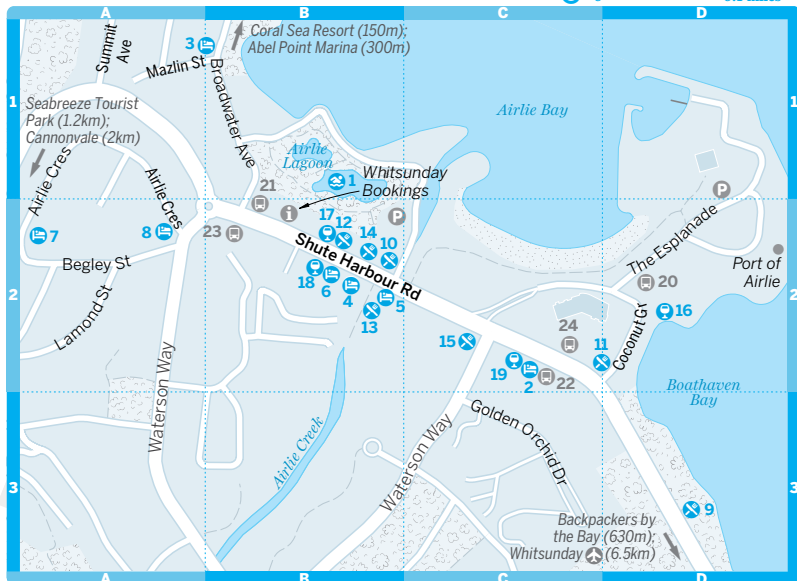 A
B
C
D
Summit
Ave
3
Mazlin St
Broadwater Ave
Coral Sea Resort (150m);
Abel Point Marina (300m)
1
1
Seabreeze Tourist
Park (1.2km);
Cannonvale (2km)
Airlie Bay
Airlie
Lagoon
1
Whitsunday
Bookings
Airlie Cres
Airlie Cres
21
i
P
P
7
8
23
17
12
14
10
Shute Harbour Rd
Begley St
Lamond St
18
6
4
5
13
The Esplanade
Port of
Airlie
20
16
2
2
15
24
11
Coconut Gr
19
2
22
Boathaven
Bay
Waterson Way
Airlie Creek
Waterson Way
Golden Orchid Dr
3
3
9
Backpackers by
the Bay (630m);
Whitsunday (6.5km)
A
B
C
D